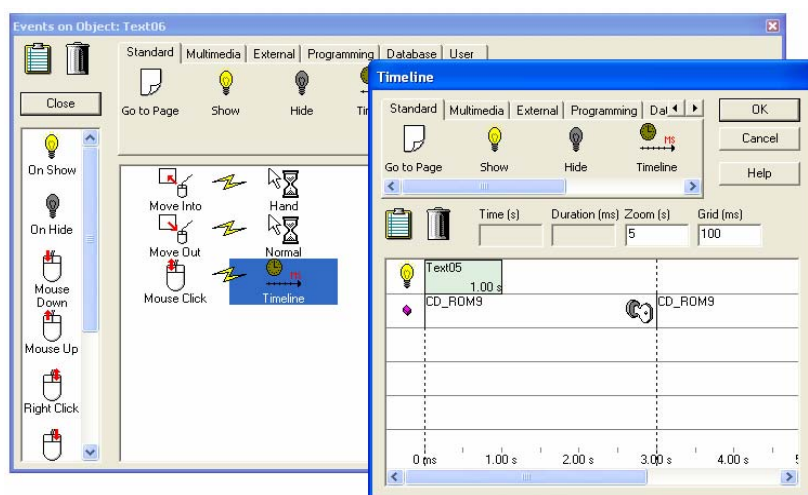 Events on Object: Text06
Standard Multimedia External Programming Database User
Close
Go to Page Show Hide
On Show
On Hide
Mouse Down
Mouse Up
Right Click
Move Into Hand
Move Out Normal
Mouse Click Timeline
Timeline
Standard Multimedia External Programming
OK
Cancel
Help
MS
Go to Page Show Hide Timeline
Time (s) Duration (ms) Zoom (s) Grid (ms)
5 100
Text05
1.00 s
CD_ROM9 CD_ROM9
0 ms 1.00 s 2.00 s 3.00 s 4.00 s